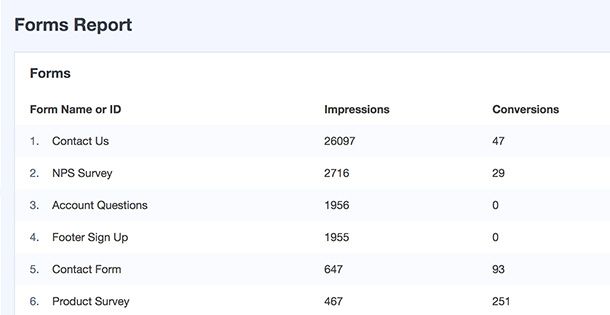 Forms Report
Forms
Form Name or ID Impressions Conversions
1. Contact Us 26097 47
2. NPS Survey 2716 29
3. Account Questions 1956 0
4. Footer Sign Up 1955 0
5. Contact Form 647 93
6. Product Survey 467 251